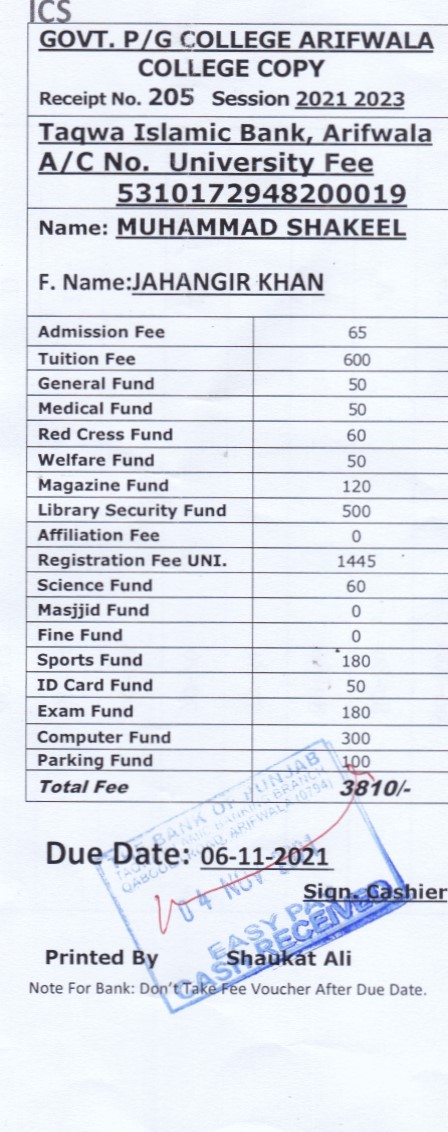 ICS
GOVT. P/G COLLEGE ARIFWALA
COLLEGE COPY
Receipt No. 205 Session 2021 2023
Taqwa Islamic Bank, Arifwala
A/C No. University Fee
5310172948200019
Name: MUHAMMAD SHAKEEL
F. Name:JAHANGIR KHAN
Admission Fee 65
Tuition Fee 600
General Fund 50
Medical Fund 50
Red Cress Fund 60
Welfare Fund 50
Magazine Fund 120
Library Security Fund 500
Affiliation Fee 0
Registration Fee UNI. 1445
Science Fund 60
Masjjid Fund 0
Fine Fund 0
Sports Fund 180
ID Card Fund 50
Exam Fund 180
Computer Fund 300
Parking Fund 100
Total Fee 3810/-
THE BANK OF PUNJAB
BRANCH
QABOOLA ROAD, ARIFWALA (0794)
Due Date: 06-11-2021
04 NOV
Sign. Cashier
EASY PAY
CASH RECEIVED
Printed By Shaukat Ali
Note For Bank: Don't Take Fee Voucher After Due Date.